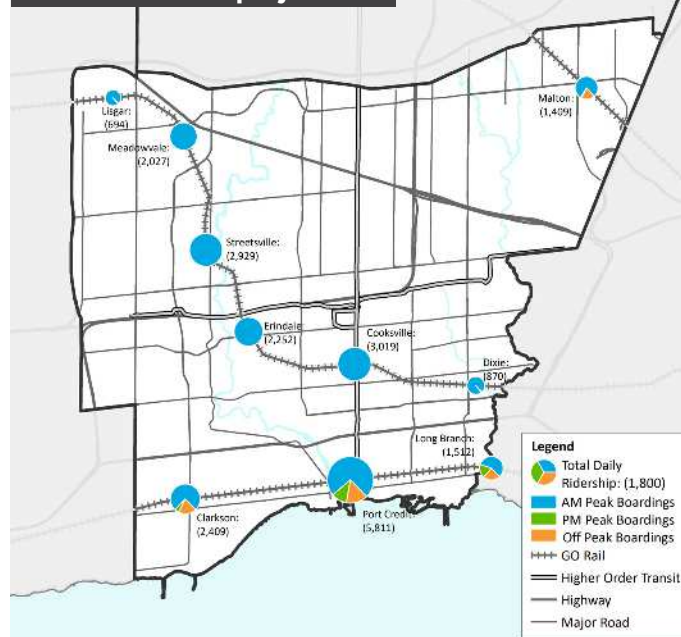 Lisgar:
(694)
Meadowvale:
(2,027)
Malton:
(1,409)
Streetsville:
(2,929)
Erindale:
(2,252)
Cooksville:
(3,019)
Dixie:
(870)
Long Branch:
(1,512)
Clarkson:
(2,409)
Port Credit:
(5,811)
Legend
Total Daily
Ridership: (1,800)
AM Peak Boardings
PM Peak Boardings
Off Peak Boardings
GO Rail
Higher Order Transit
Highway
Major Road